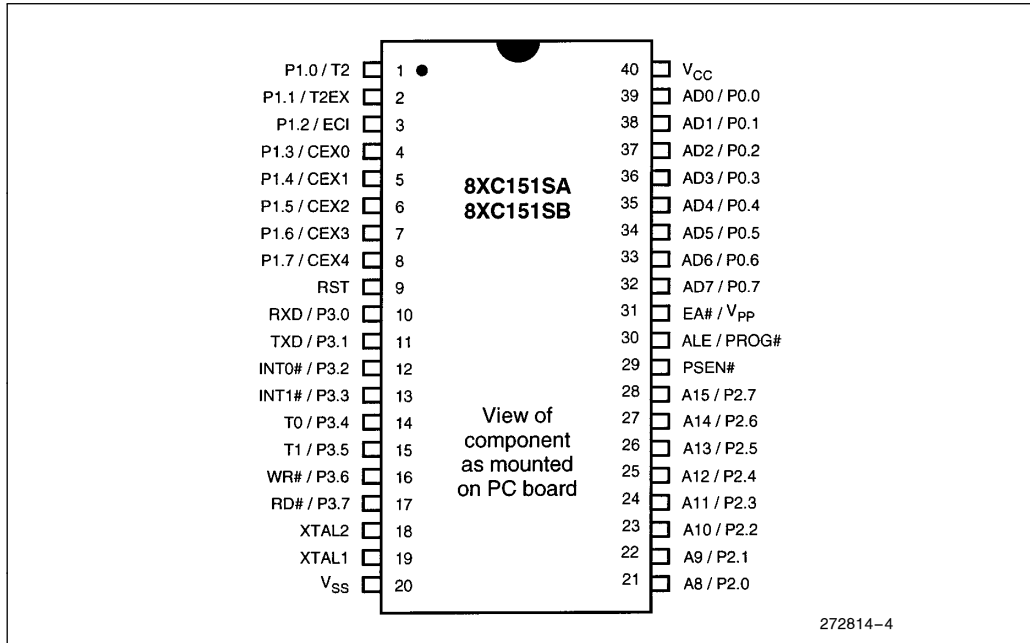 P1.0 / T2 1 40 VCC
P1.1 / T2EX 2 39 AD0 / P0.0
P1.2 / ECI 3 38 AD1 / P0.1
P1.3 / CEX0 4 37 AD2 / P0.2
P1.4 / CEX1 5 36 AD3 / P0.3
P1.5 / CEX2 6 35 AD4 / P0.4
P1.6 / CEX3 7 34 AD5 / P0.5
P1.7 / CEX4 8 33 AD6 / P0.6
RST 9 32 AD7 / P0.7
RXD / P3.0 10 31 EA# / VPP
TXD / P3.1 11 30 ALE / PROG#
INT0# / P3.2 12 29 PSEN#
INT1# / P3.3 13 28 A15 / P2.7
T0 / P3.4 14 27 A14 / P2.6
T1 / P3.5 15 26 A13 / P2.5
WR# / P3.6 16 25 A12 / P2.4
RD# / P3.7 17 24 A11 / P2.3
XTAL2 18 23 A10 / P2.2
XTAL1 19 22 A9 / P2.1
VSS 20 21 A8 / P2.0
8XC151SA
8XC151SB
View of
component
as mounted
on PC board
272814–4